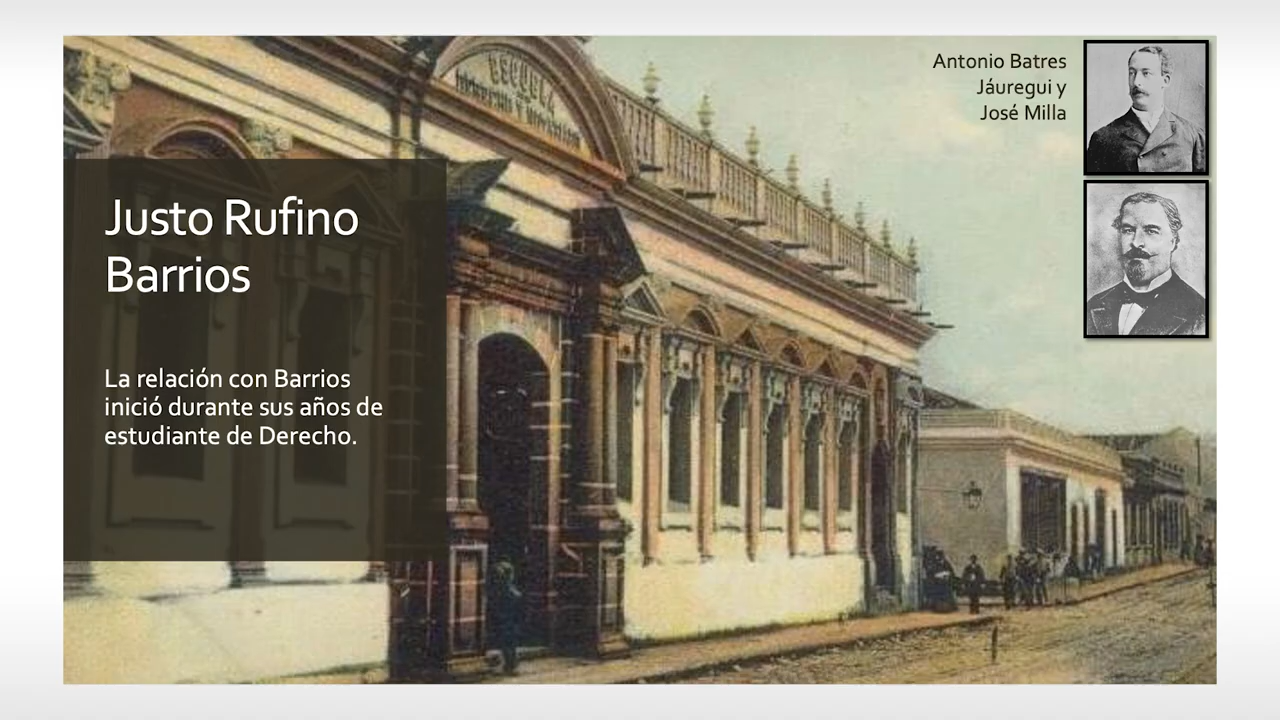 Antonio Batres
Jáuregui y
José Milla
ESCUELA
Justo Rufino
Barrios
La relación con Barrios
inició durante sus años de
estudiante de Derecho.